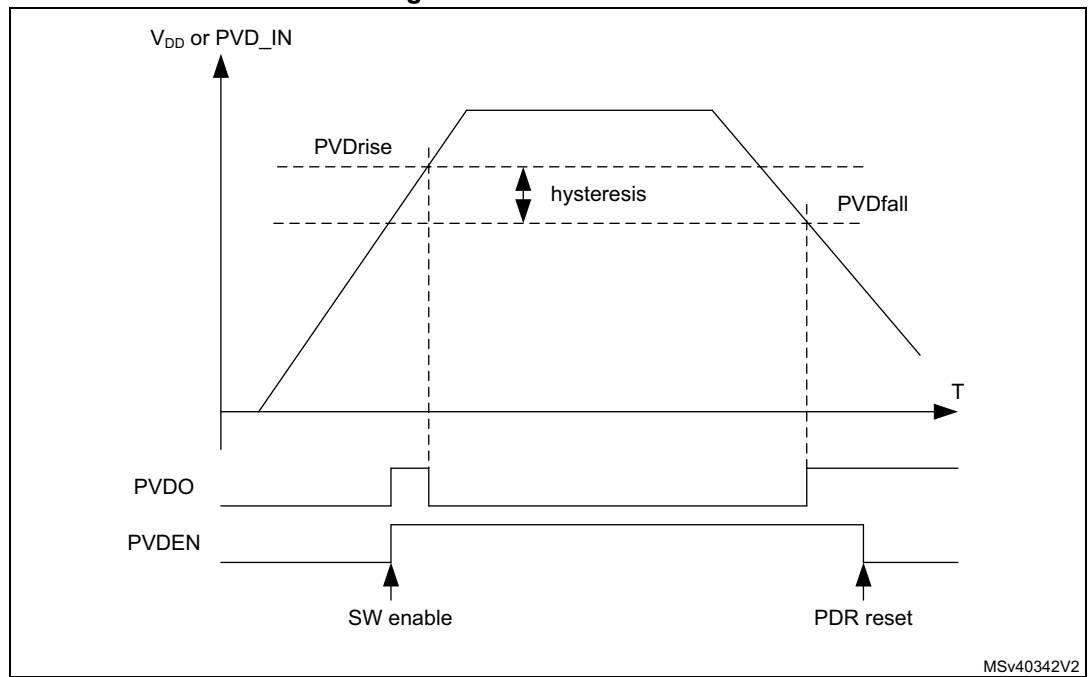 V_DD or PVD_IN
PVDrise
hysteresis
PVDfall
T
PVDO
PVDEN
SW enable
PDR reset
MSv40342V2